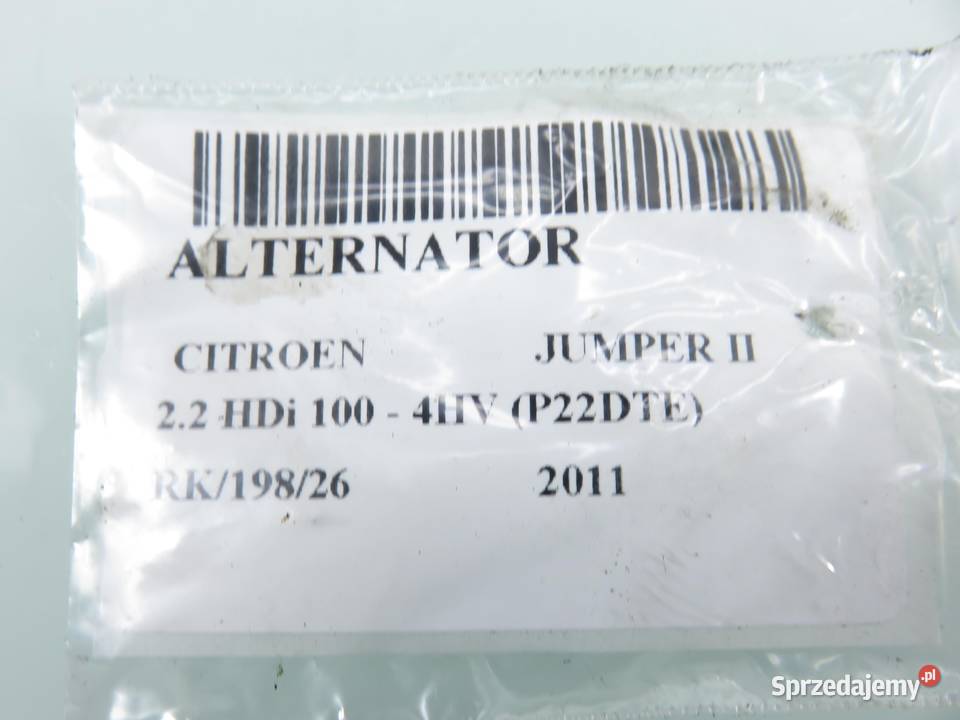 ALTERNATOR
CITROEN JUMPER II
2.2 HDi 100 - 4HV (P22DTE)
RK/198/26 2011
Sprzedajemy.pl